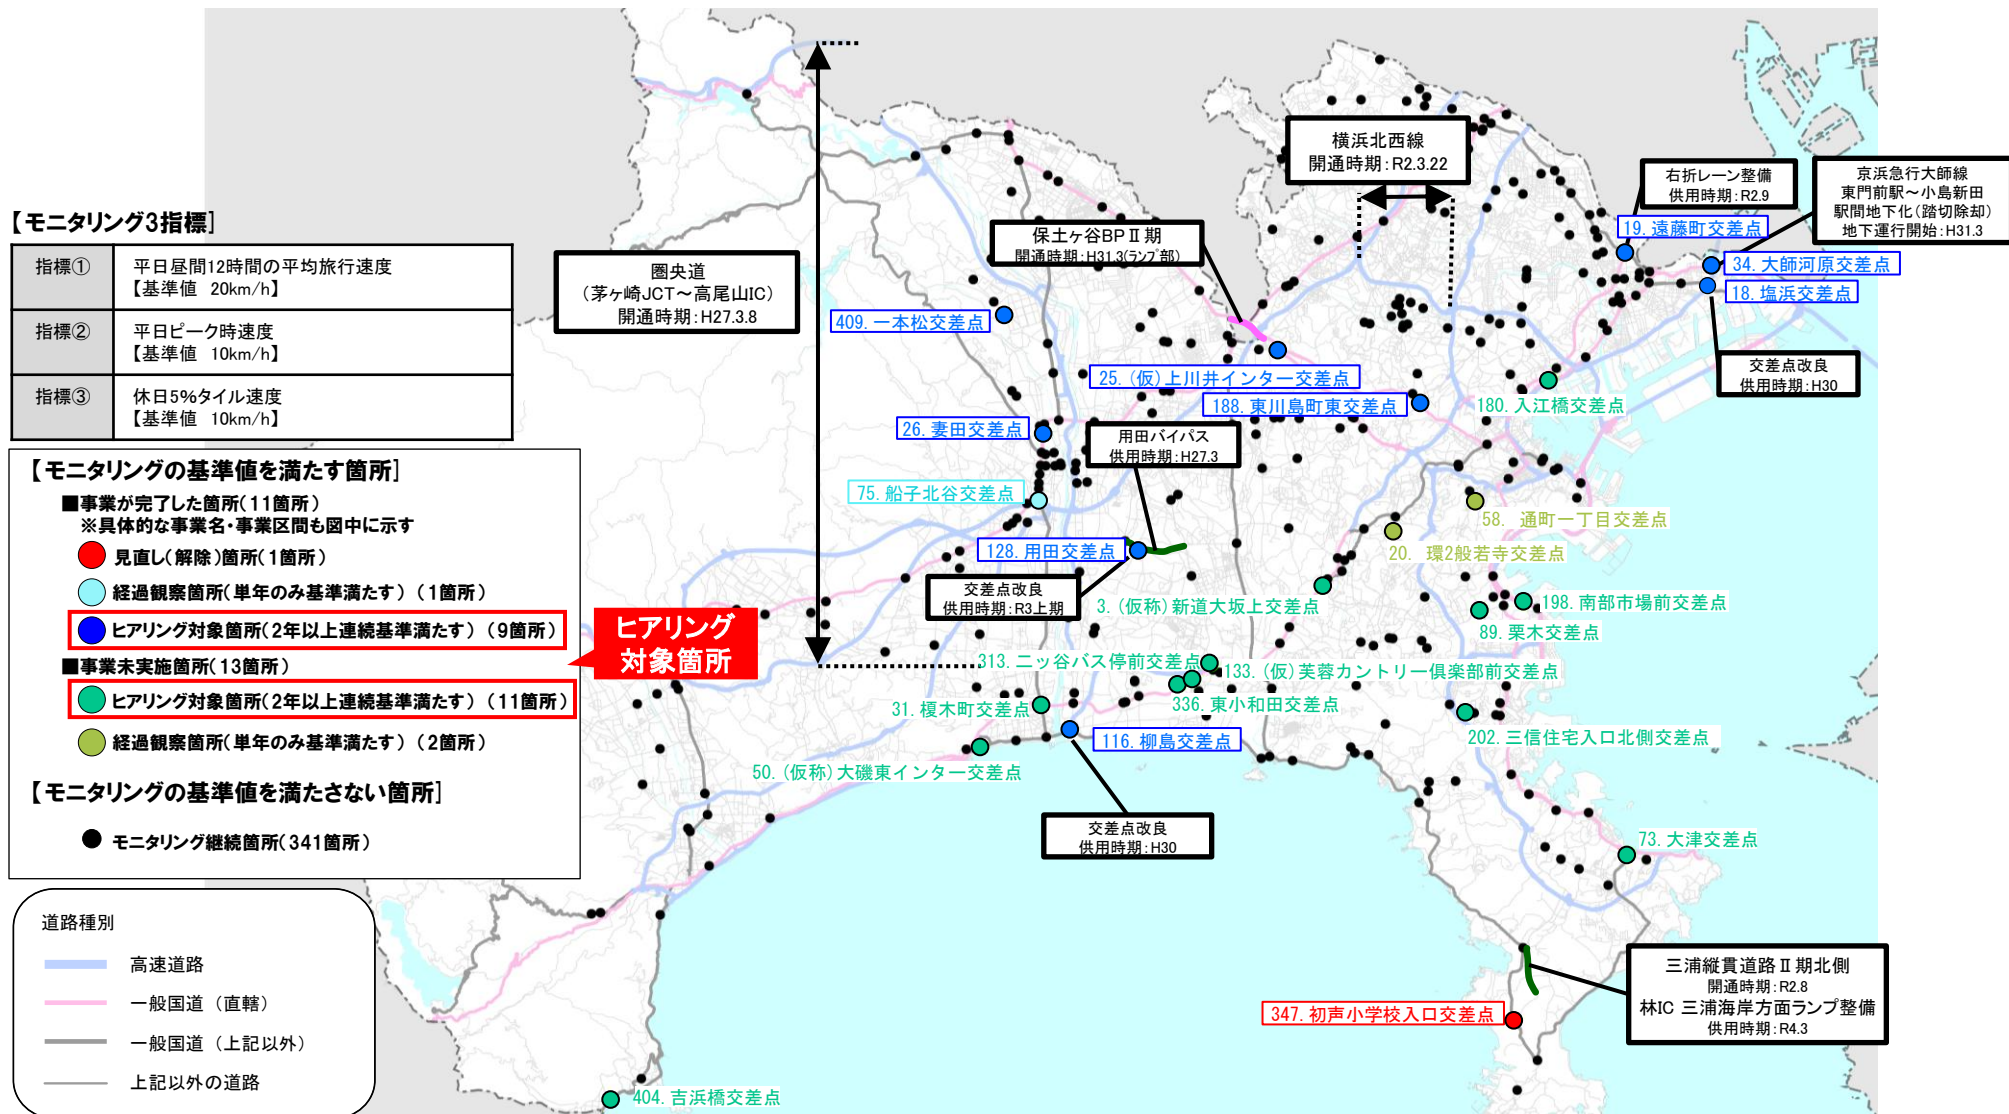 【モニタリング3指標】
指標①
平日昼間12時間の平均旅行速度
【基準値 20km/h】
指標②
平日ピーク時速度
【基準値 10km/h】
指標③
休日5%タイル速度
【基準値 10km/h】
【モニタリングの基準値を満たす箇所】
■事業が完了した箇所(11箇所)
※具体的な事業名・事業区間も図中に示す
見直し(解除)箇所(1箇所)
経過観察箇所(単年のみ基準満たす)(1箇所)
ヒアリング対象箇所(2年以上連続基準満たす)(9箇所)
■事業未実施箇所(13箇所)
ヒアリング対象箇所(2年以上連続基準満たす)(11箇所)
経過観察箇所(単年のみ基準満たす)(2箇所)
【モニタリングの基準値を満たさない箇所】
モニタリング継続箇所(341箇所)
ヒアリング
対象箇所
道路種別
高速道路
一般国道(直轄)
一般国道(上記以外)
上記以外の道路
圏央道
(茅ヶ崎JCT～高尾山IC)
開通時期:H27.3.8
横浜北西線
開通時期:R2.3.22
保土ヶ谷BPⅡ期
開通時期:H31.3(ランプ部)
右折レーン整備
供用時期:R2.9
京浜急行大師線
東門前駅～小島新田
駅間地下化(踏切除却)
地下運行開始:H31.3
19. 遠藤町交差点
34. 大師河原交差点
18. 塩浜交差点
交差点改良
供用時期:H30
409. 一本松交差点
25. (仮)上川井インター交差点
188. 東川島町東交差点
180. 入江橋交差点
26. 妻田交差点
用田バイパス
供用時期:H27.3
75. 船子北谷交差点
58. 通町一丁目交差点
20. 環2般若寺交差点
128. 用田交差点
交差点改良
供用時期:R3上期
3. (仮称)新道大坂上交差点
198. 南部市場前交差点
89. 栗木交差点
313. 二ッ谷バス停前交差点
133. (仮)芙蓉カントリー倶楽部前交差点
336. 東小和田交差点
31. 榎木町交差点
116. 柳島交差点
202. 三信住宅入口北側交差点
50. (仮称)大磯東インター交差点
交差点改良
供用時期:H30
73. 大津交差点
三浦縦貫道路Ⅱ期北側
開通時期:R2.8
林IC 三浦海岸方面ランプ整備
供用時期:R4.3
347. 初声小学校入口交差点
404. 吉浜橋交差点